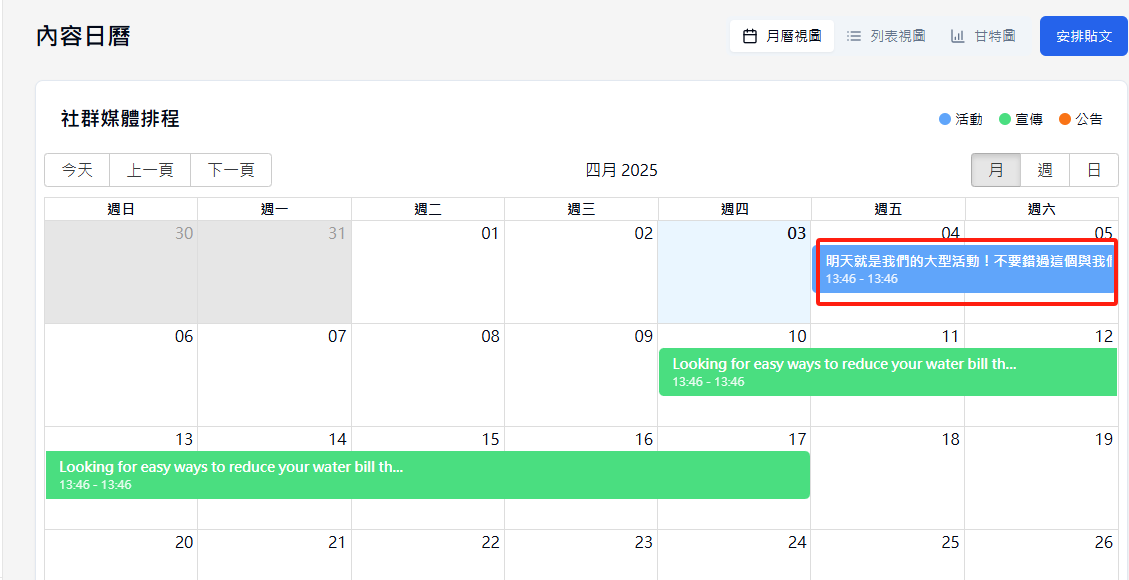 內容日曆
月曆視圖 列表視圖 甘特圖 安排貼文
社群媒體排程
活動 宣傳 公告
今天 上一頁 下一頁 四月 2025 月 週 日
週日 週一 週二 週三 週四 週五 週六
30 31 01 02 03 04 05
明天就是我們的大型活動！不要錯過這個與我
13:46 - 13:46
06 07 08 09 10 11 12
Looking for easy ways to reduce your water bill th...
13:46 - 13:46
13 14 15 16 17 18 19
Looking for easy ways to reduce your water bill th...
13:46 - 13:46
20 21 22 23 24 25 26